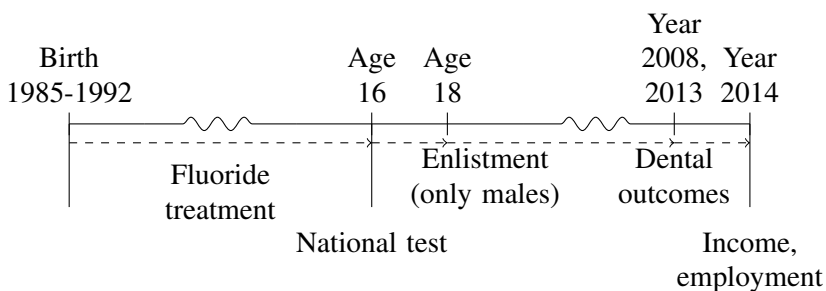 Birth
1985-1992
Age
16
Age
18
Year
2008,
2013
Year
2014
Fluoride
treatment
Enlistment
(only males)
Dental
outcomes
National test
Income,
employment